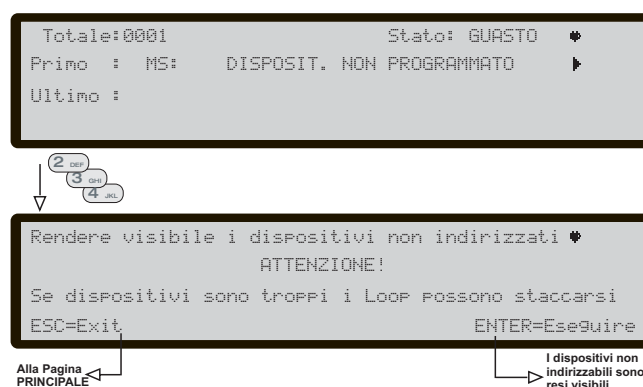 Totale:0001 Stato: GUASTO
Primo : MS: DISPOSIT. NON PROGRAMMATO
Ultimo :
2 DEF
3 GHI
4 JKL
Rendere visibile i dispositivi non indirizzati
ATTENZIONE!
Se dispositivi sono troppi i Loop possono staccarsi
ESC=Exit ENTER=Eseguire
Alla Pagina
PRINCIPALE
I dispositivi non
indirizzabili sono
resi visibili